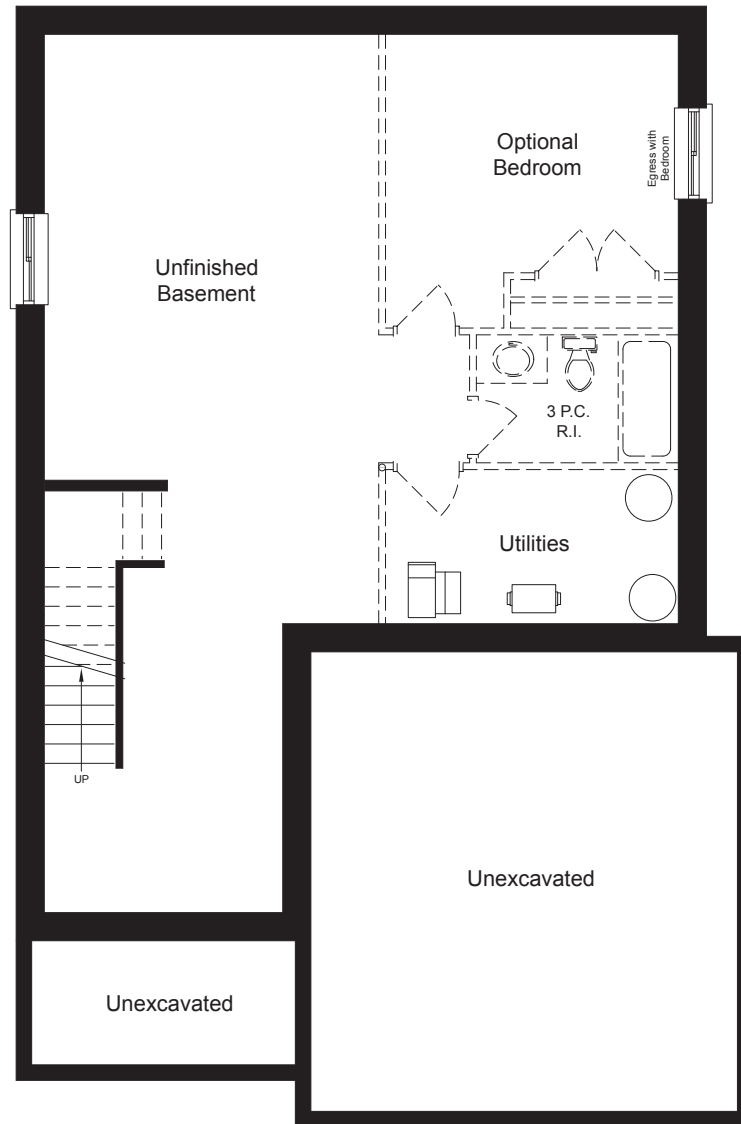 Optional
Bedroom
Egress with
Bedroom
Unfinished
Basement
3 P.C.
R.I.
Utilities
UP
Unexcavated
Unexcavated